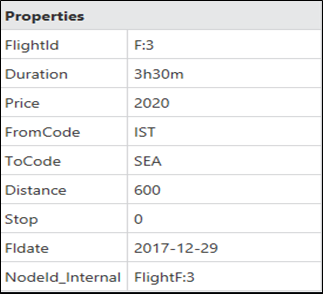 Properties
FlightId F:3
Duration 3h30m
Price 2020
FromCode IST
ToCode SEA
Distance 600
Stop 0
Fldate 2017-12-29
NodeId_Internal FlightF:3